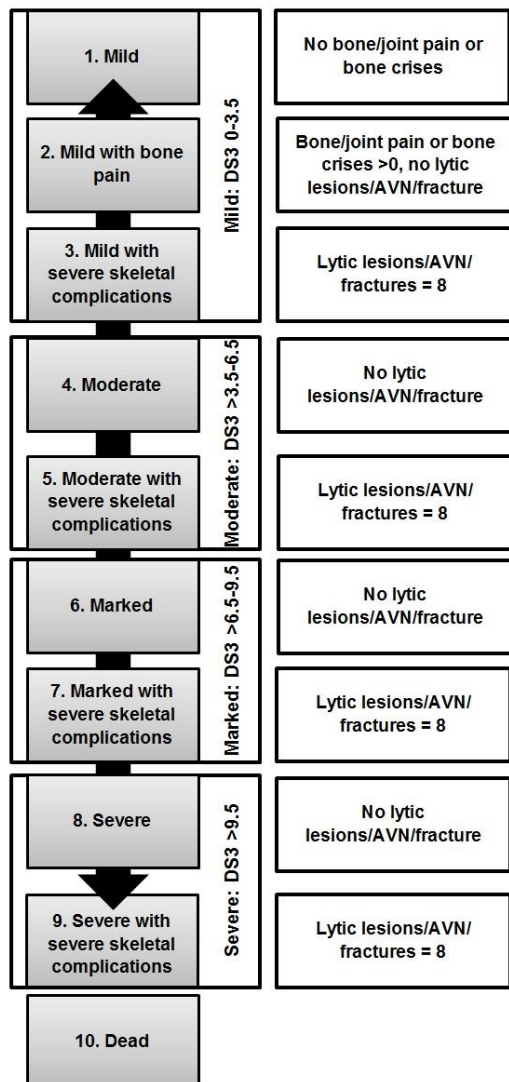 1. Mild
No bone/joint pain or
bone crises
2. Mild with bone
pain
Bone/joint pain or bone
crises >0, no lytic
lesions/AVN/fracture
3. Mild with
severe skeletal
complications
Lytic lesions/AVN/
fractures = 8
Mild: DS3 0-3.5
4. Moderate
No lytic
lesions/AVN/fracture
5. Moderate with
severe skeletal
complications
Lytic lesions/AVN/
fractures = 8
Moderate: DS3 >3.5-6.5
6. Marked
No lytic
lesions/AVN/fracture
7. Marked with
severe skeletal
complications
Lytic lesions/AVN/
fractures = 8
Marked: DS3 >6.5-9.5
8. Severe
No lytic
lesions/AVN/fracture
9. Severe with
severe skeletal
complications
Lytic lesions/AVN/
fractures = 8
Severe: DS3 >9.5
10. Dead